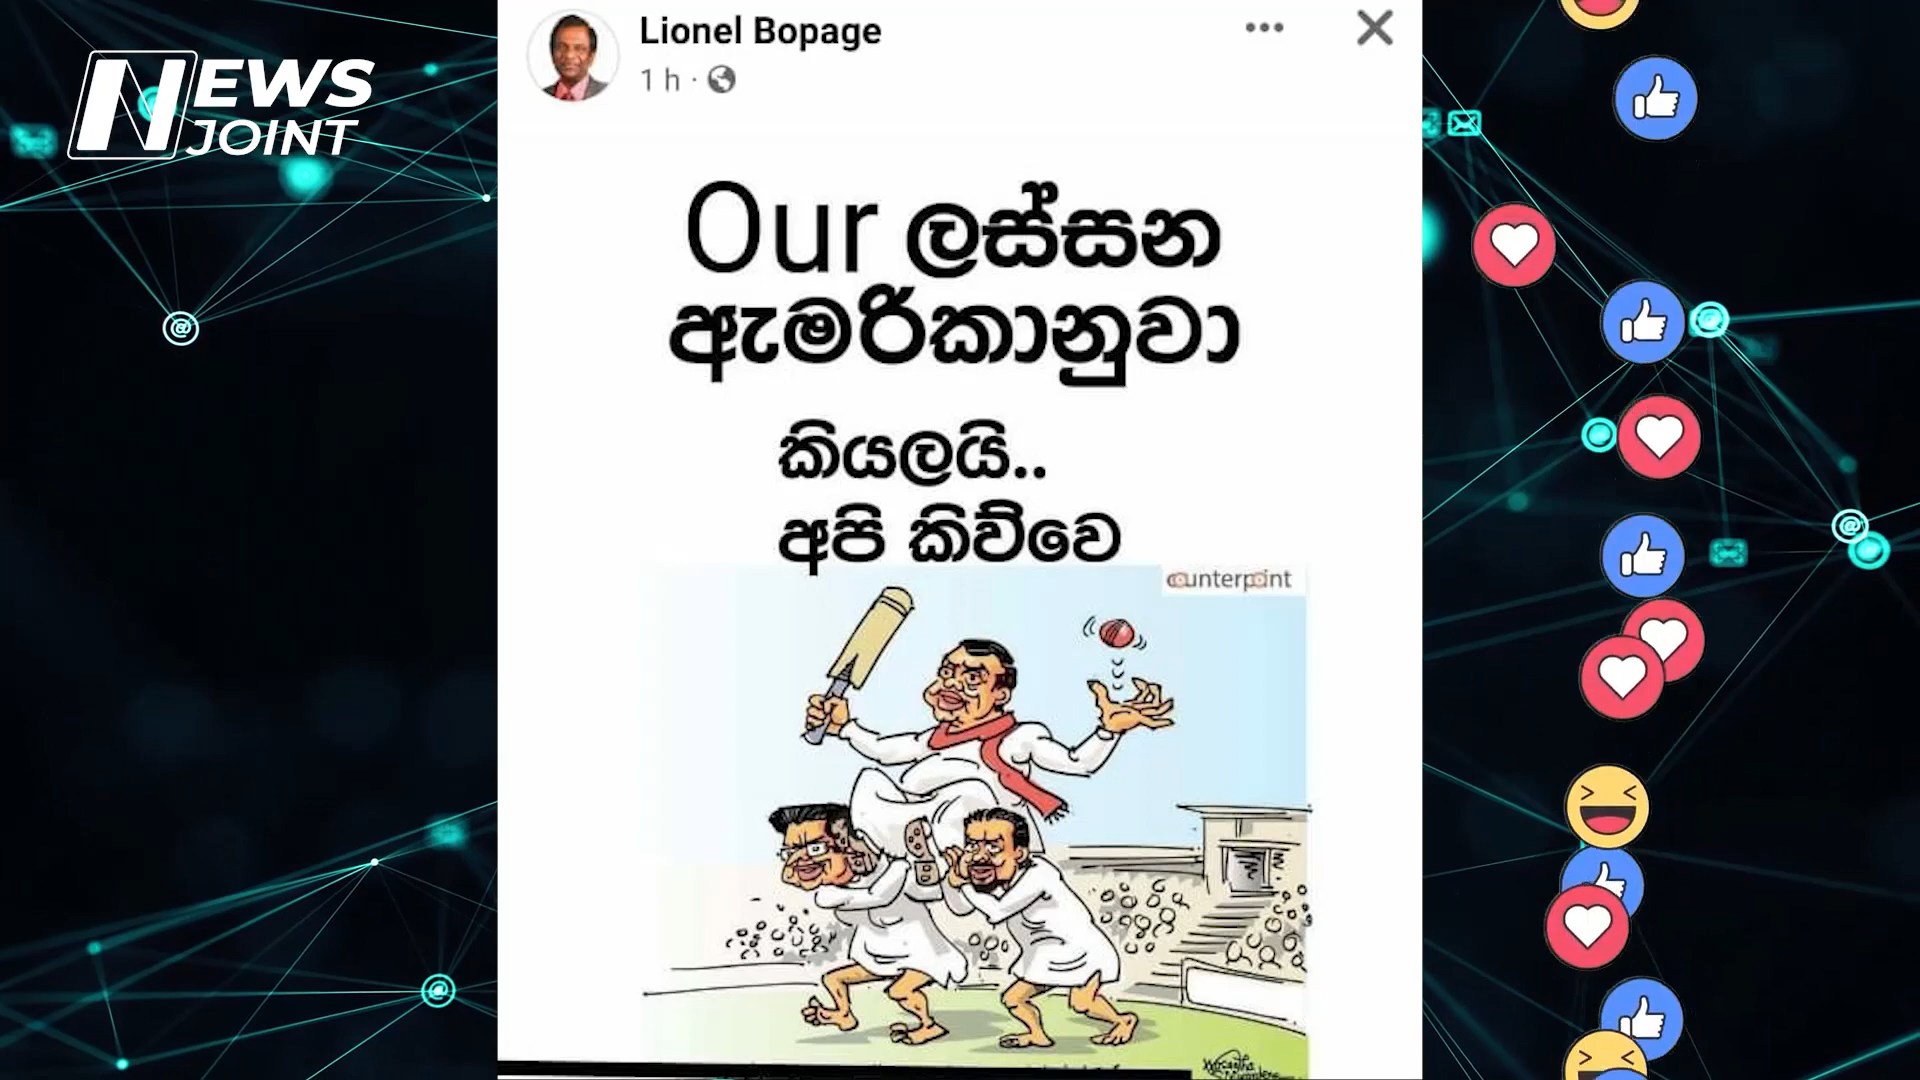 NEWS
JOINT
Lionel Bopage
1 h ·
Our ලස්සන
ඇමරිකානුවා
කියලයි..
අපි කිව්වෙ
counterpoint